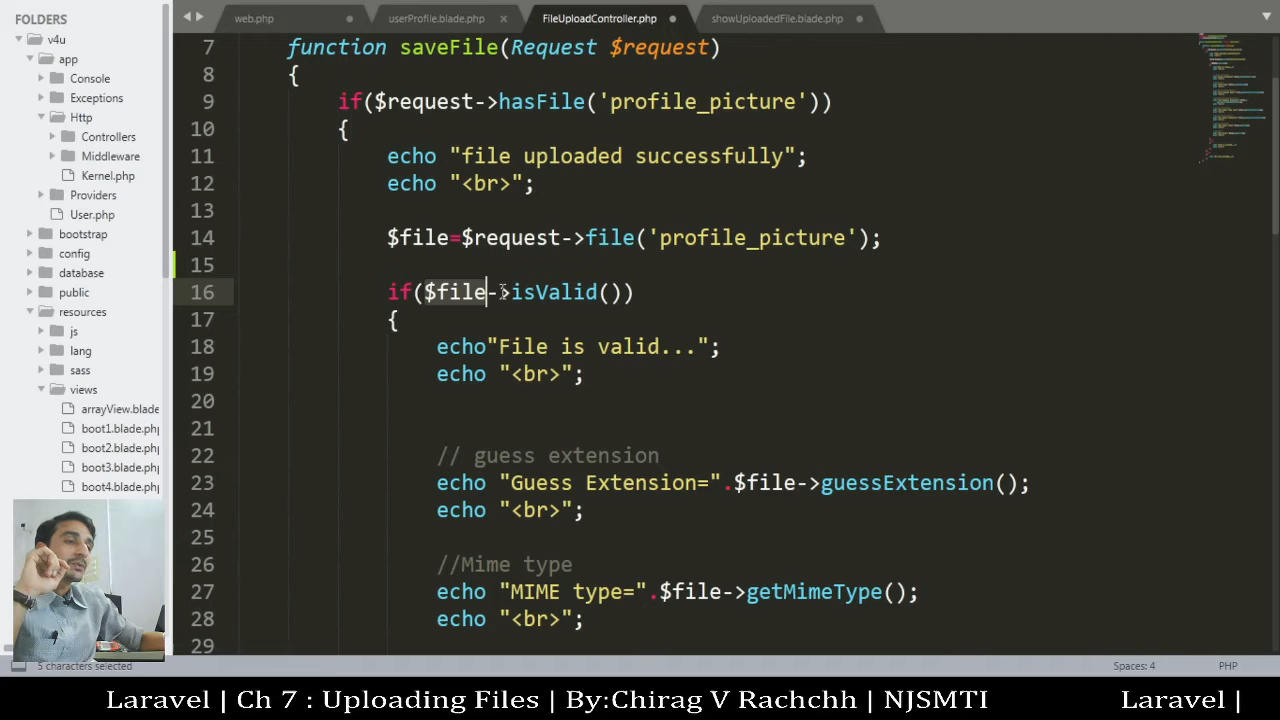 FOLDERS
v4u
app
Console
Exceptions
Http
Controllers
Middleware
Kernel.php
Providers
User.php
bootstrap
config
database
public
resources
js
lang
sass
views
arrayView.blade
boot1.blade.php
boot2.blade.php
boot3.blade.php
boot4.blade.php
web.php
userProfile.blade.php
FileUploadController.php
showUploadedFile.blade.php
7 function saveFile(Request $request)
8 {
9 if($request->hasFile('profile_picture'))
10 {
11 echo "file uploaded successfully";
12 echo "<br>";
13
14 $file=$request->file('profile_picture');
15
16 if($file->isValid())
17 {
18 echo"File is valid...";
19 echo "<br>";
20
21
22 // guess extension
23 echo "Guess Extension=".$file->guessExtension();
24 echo "<br>";
25
26 //Mime type
27 echo "MIME type=".$file->getMimeType();
28 echo "<br>";
29
5 characters selected
Spaces: 4
PHP
Laravel | Ch 7 : Uploading Files | By:Chirag V Rachchh | NJSMTI Laravel |